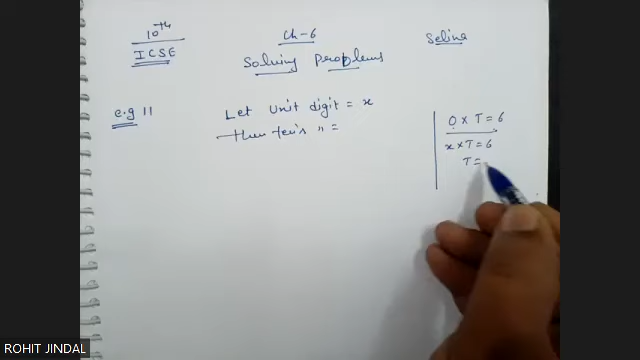 10th
ICSE
Ch-6
Solving Problems
Selina
e.g 11
Let Unit digit = x
then ten's " =
O × T = 6
x × T = 6
T =
ROHIT JINDAL